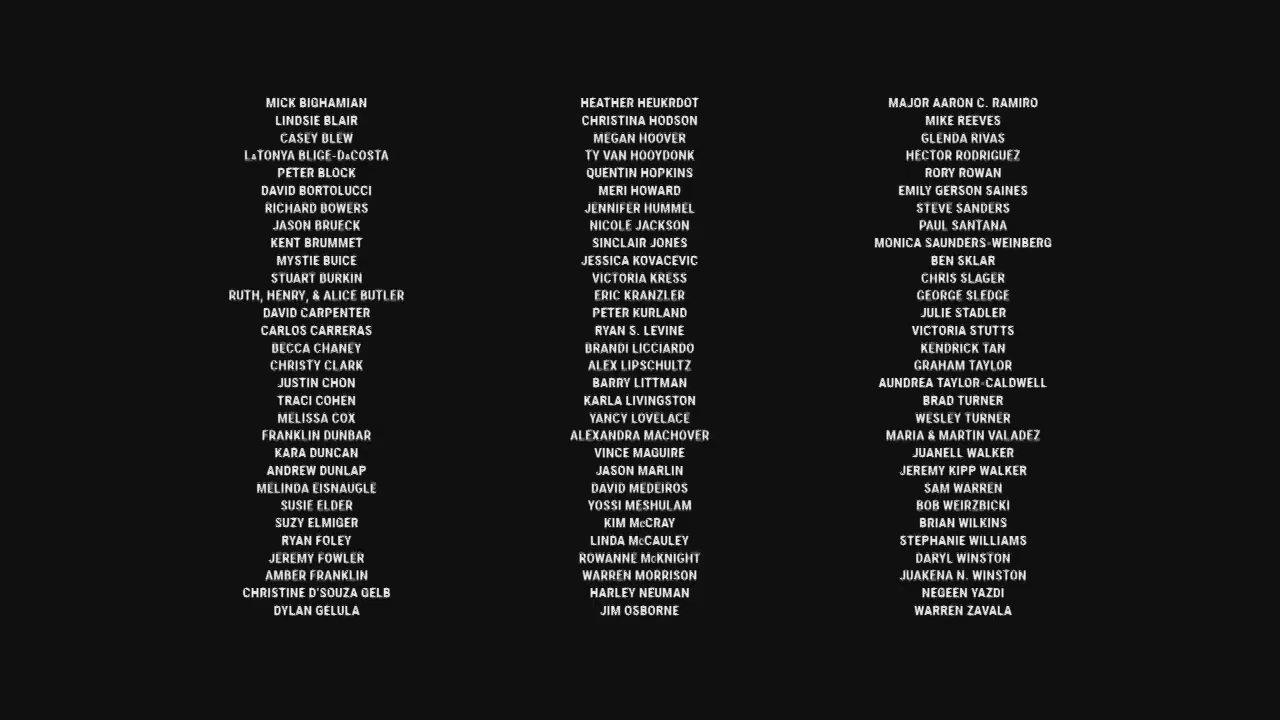 MICK BIGHAMIAN
LINDSIE BLAIR
CASEY BLEW
LaTONYA BLIGE-DaCOSTA
PETER BLOCK
DAVID BORTOLUCCI
RICHARD BOWERS
JASON BRUECK
KENT BRUMMET
MYSTIE BUICE
STUART BURKIN
RUTH, HENRY, & ALICE BUTLER
DAVID CARPENTER
CARLOS CARRERAS
BECCA CHANEY
CHRISTY CLARK
JUSTIN CHON
TRACI COHEN
MELISSA COX
FRANKLIN DUNBAR
KARA DUNCAN
ANDREW DUNLAP
MELINDA EISNAUGLE
SUSIE ELDER
SUZY ELMIGER
RYAN FOLEY
JEREMY FOWLER
AMBER FRANKLIN
CHRISTINE D'SOUZA GELB
DYLAN GELULA
HEATHER HEUKRDOT
CHRISTINA HODSON
MEGAN HOOVER
TY VAN HOOYDONK
QUENTIN HOPKINS
MERI HOWARD
JENNIFER HUMMEL
NICOLE JACKSON
SINCLAIR JONES
JESSICA KOVACEVIC
VICTORIA KRESS
ERIC KRANZLER
PETER KURLAND
RYAN S. LEVINE
BRANDI LICCIARDO
ALEX LIPSCHULTZ
BARRY LITTMAN
KARLA LIVINGSTON
YANCY LOVELACE
ALEXANDRA MACHOVER
VINCE MAGUIRE
JASON MARLIN
DAVID MEDEIROS
YOSSI MESHULAM
KIM McCRAY
LINDA McCAULEY
ROWANNE McKNIGHT
WARREN MORRISON
HARLEY NEUMAN
JIM OSBORNE
MAJOR AARON C. RAMIRO
MIKE REEVES
GLENDA RIVAS
HECTOR RODRIGUEZ
RORY ROWAN
EMILY GERSON SAINES
STEVE SANDERS
PAUL SANTANA
MONICA SAUNDERS-WEINBERG
BEN SKLAR
CHRIS SLAGER
GEORGE SLEDGE
JULIE STADLER
VICTORIA STUTTS
KENDRICK TAN
GRAHAM TAYLOR
AUNDREA TAYLOR-CALDWELL
BRAD TURNER
WESLEY TURNER
MARIA & MARTIN VALADEZ
JUANELL WALKER
JEREMY KIPP WALKER
SAM WARREN
BOB WEIRZBICKI
BRIAN WILKINS
STEPHANIE WILLIAMS
DARYL WINSTON
JUAKENA N. WINSTON
NEGEEN YAZDI
WARREN ZAVALA